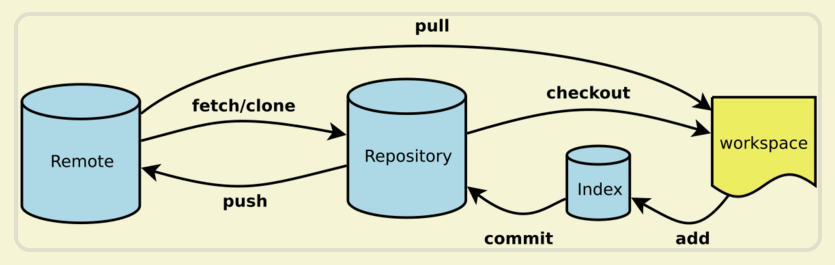 pull
fetch/clone
checkout
Remote
Repository
workspace
Index
push
commit
add